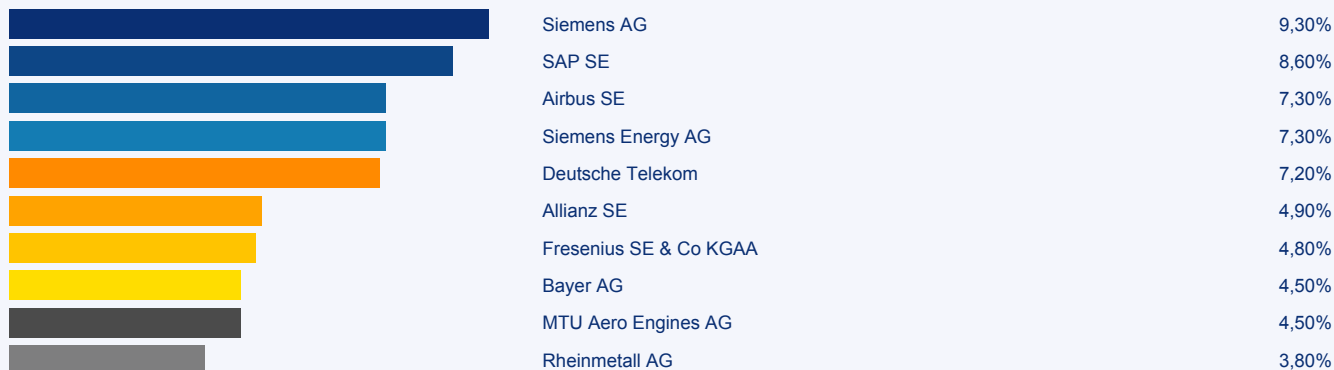 Siemens AG 9,30%
SAP SE 8,60%
Airbus SE 7,30%
Siemens Energy AG 7,30%
Deutsche Telekom 7,20%
Allianz SE 4,90%
Fresenius SE & Co KGAA 4,80%
Bayer AG 4,50%
MTU Aero Engines AG 4,50%
Rheinmetall AG 3,80%